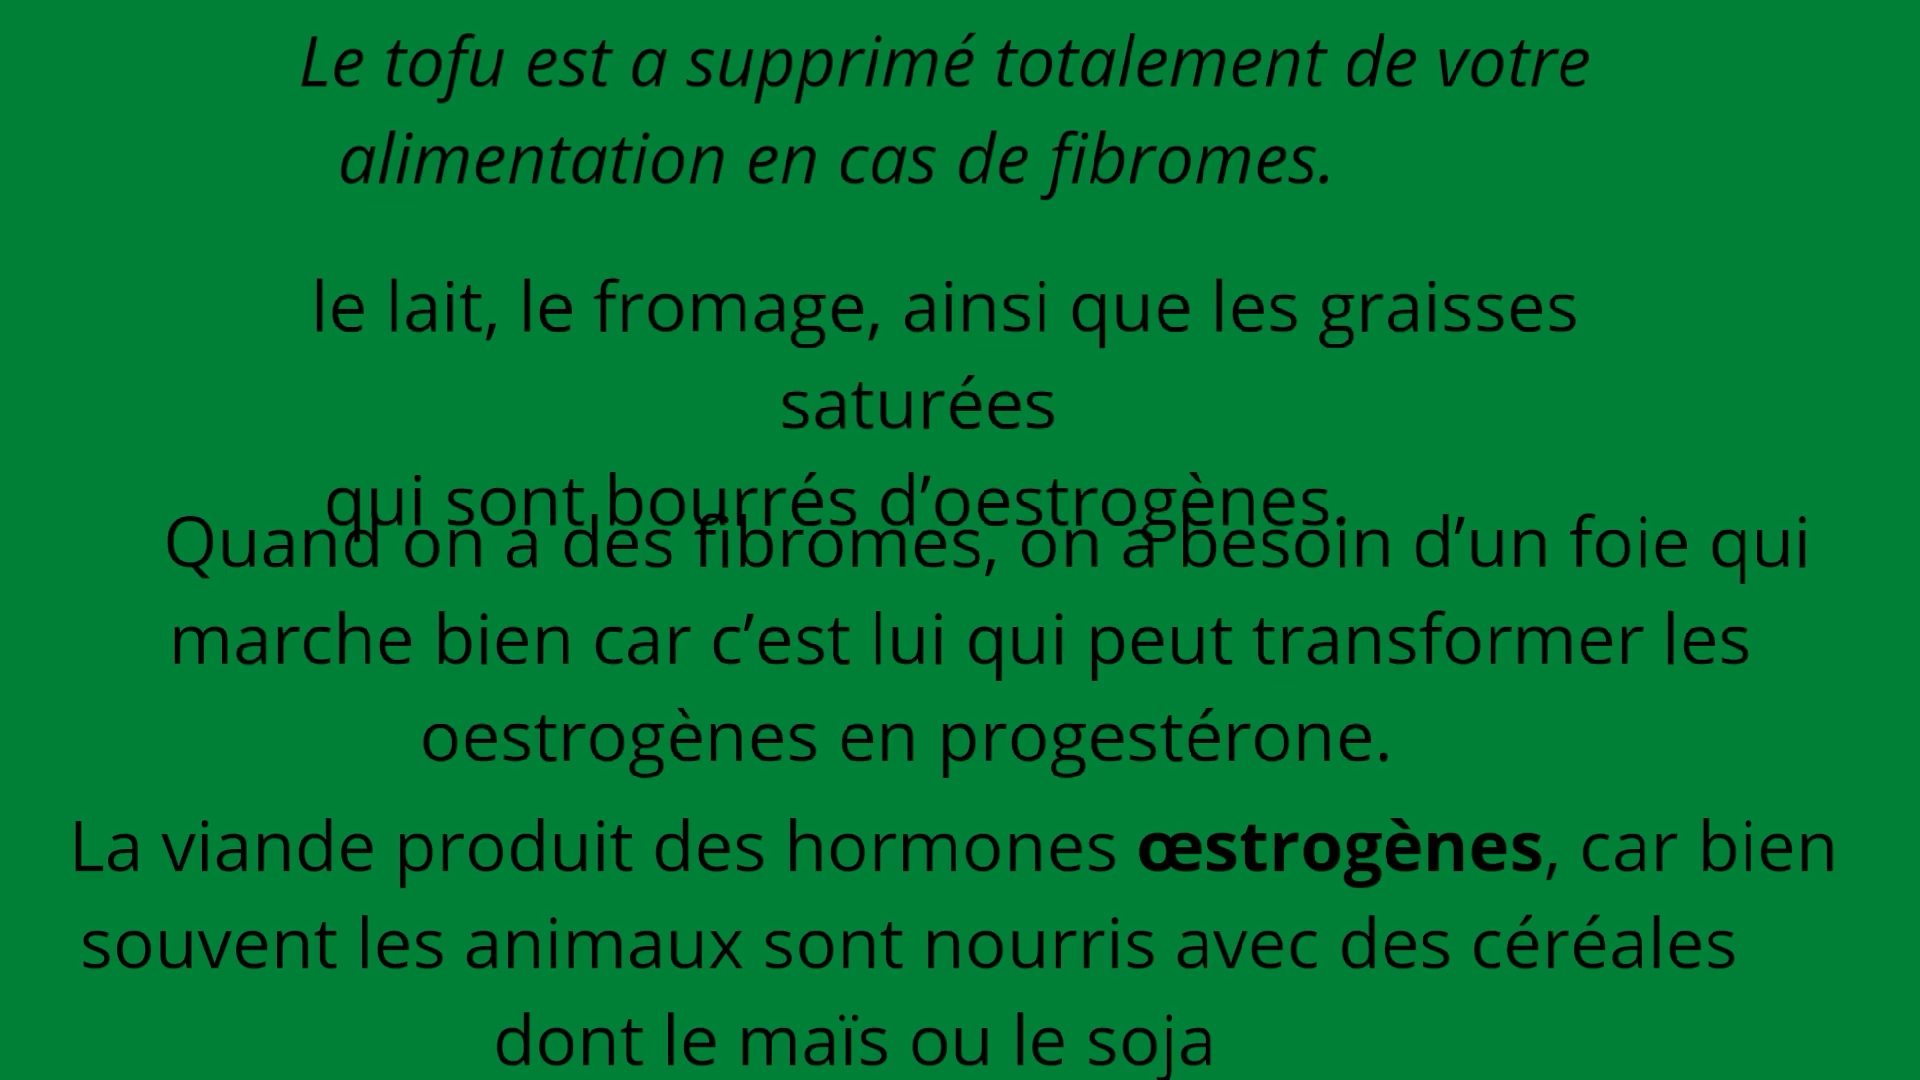 Le tofu est a supprimé totalement de votre
alimentation en cas de fibromes.
le lait, le fromage, ainsi que les graisses
saturées
qui sont bourrés d’oestrogènes.
Quand on a des fibromes, on a besoin d’un foie qui
marche bien car c’est lui qui peut transformer les
oestrogènes en progestérone.
La viande produit des hormones œstrogènes, car bien
souvent les animaux sont nourris avec des céréales
dont le maïs ou le soja